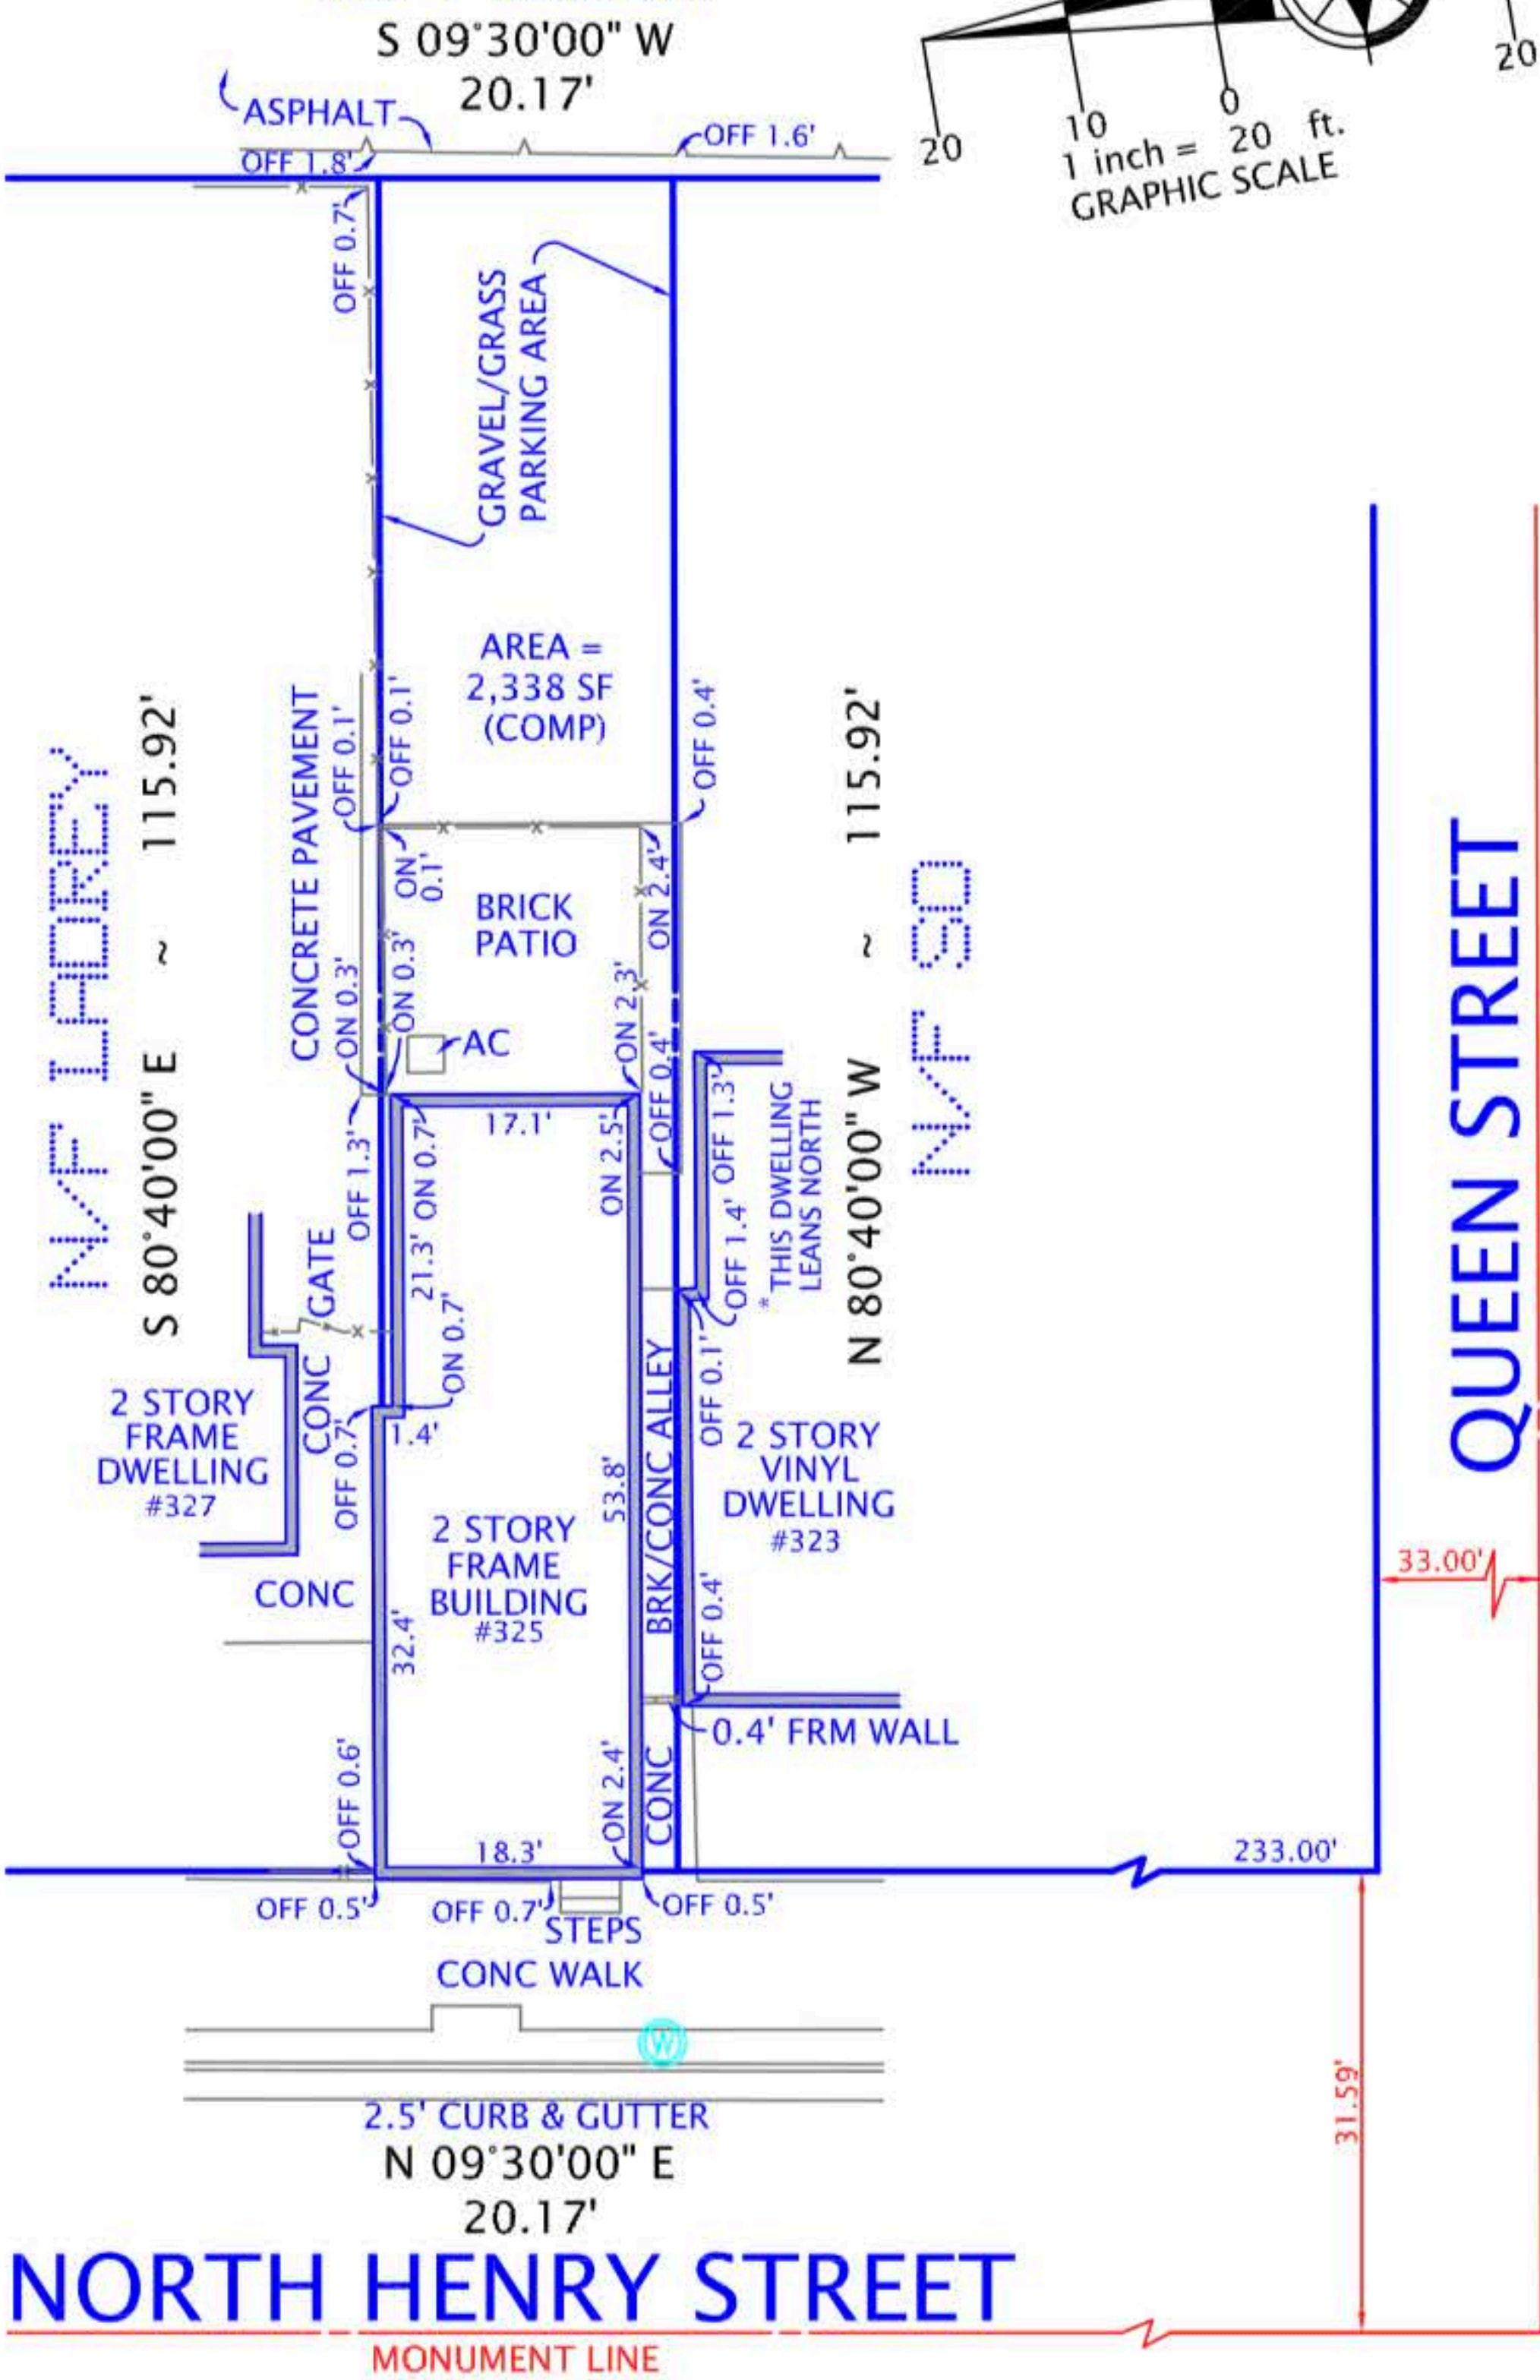 S 09°30'00" W
20.17'
20
10
0
20
1 inch = 20 ft.
GRAPHIC SCALE
ASPHALT
OFF 1.6'
OFF 1.8'
OFF 0.7'
GRAVEL/GRASS
PARKING AREA
AREA =
2,338 SF
(COMP)
N/F LADREY
S 80°40'00" E ~ 115.92'
CONCRETE PAVEMENT
OFF 0.1'
OFF 0.1'
OFF 0.4'
ON
0.1'
ON 2.4'
BRICK
PATIO
ON 0.3'
ON 0.3'
ON 2.3'
AC
OFF 0.4'
N 80°40'00" W ~ 115.92'
N/F SO
QUEEN STREET
17.1'
OFF 1.3'
ON 0.7'
ON 2.5'
OFF 1.3'
* THIS DWELLING
LEANS NORTH
GATE
21.3'
OFF 1.4'
CONC
ON 0.7'
OFF 0.1'
2 STORY
FRAME
DWELLING
#327
OFF 0.7'
1.4'
53.8'
BRK/CONC ALLEY
2 STORY
VINYL
DWELLING
#323
2 STORY
FRAME
BUILDING
#325
33.00'
CONC
32.4'
OFF 0.4'
0.4' FRM WALL
OFF 0.6'
ON 2.4'
CONC
18.3'
233.00'
OFF 0.5'
OFF 0.7'
OFF 0.5'
STEPS
CONC WALK
W
2.5' CURB & GUTTER
N 09°30'00" E
20.17'
31.59'
NORTH HENRY STREET
MONUMENT LINE